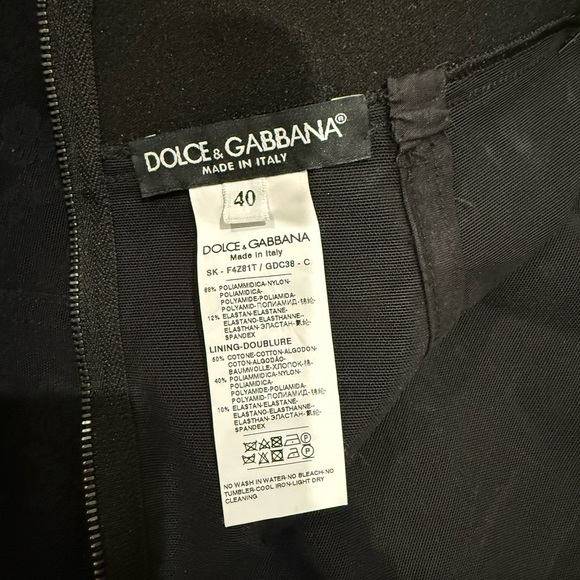 DOLCE & GABBANA®
MADE IN ITALY
40
DOLCE & GABBANA
Made in Italy
SK - F4Z81T / GDC38 - C
88% POLIAMMIDICA-NYLON-
POLIAMIDICA-
POLYAMIDE-POLIAMIDA-
POLYAMID-ПОЛИАМИД-
12% ELASTAN-ELASTANE-
ELASTANO-ELASTHANNE-
ELASTHAN-ЭЛАСТАН-
SPANDEX
LINING-DOUBLURE
50% COTONE-COTTON-ALGODON-
COTON-ALGODÃO-
BAUMWOLLE-ХЛОПОК-
40% POLIAMMIDICA-NYLON-
POLIAMIDICA-
POLYAMIDE-POLIAMIDA-
POLYAMID-ПОЛИАМИД-
10% ELASTAN-ELASTANE-
ELASTANO-ELASTHANNE-
ELASTHAN-ЭЛАСТАН-
SPANDEX
P
P
NO WASH IN WATER-NO BLEACH-NO
TUMBLER-COOL IRON-LIGHT DRY
CLEANING